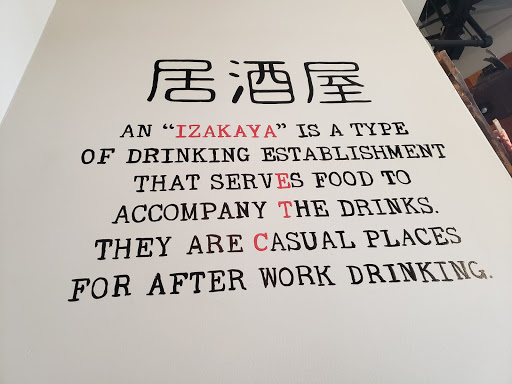 居酒屋
AN “IZAKAYA” IS A TYPE
OF DRINKING ESTABLISHMENT
THAT SERVES FOOD TO
ACCOMPANY THE DRINKS.
THEY ARE CASUAL PLACES
FOR AFTER WORK DRINKING.